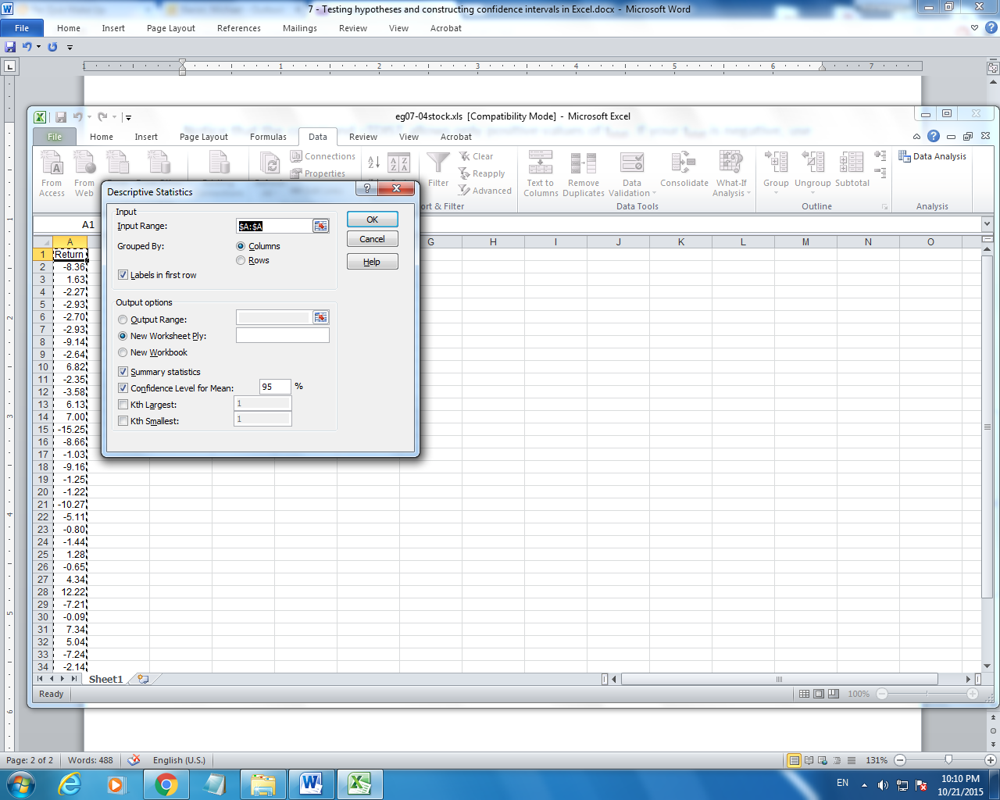 7 - Testing hypotheses and constructing confidence intervals in Excel.docx - Microsoft Word
File Home Insert Page Layout References Mailings Review View Acrobat
1 1 2 3 4 5 6 7
eg07-04stock.xls [Compatibility Mode] - Microsoft Excel
File Home Insert Page Layout Formulas Data Review View Acrobat
From Access
From Web
Connections
Properties
Filter
Clear
Reapply
Advanced
Text to Columns
Remove Duplicates
Data Validation
Consolidate
What-If Analysis
Group
Ungroup
Subtotal
Data Analysis
rt & Filter
Data Tools
Outline
Analysis
A1
A G H I J K L M N O
Descriptive Statistics
Input
Input Range: $A:$A
Grouped By: Columns
Rows
Labels in first row
Output options
Output Range:
New Worksheet Ply:
New Workbook
Summary statistics
Confidence Level for Mean: 95 %
Kth Largest: 1
Kth Smallest: 1
OK
Cancel
Help
1 Return
2 -8.36
3 1.63
4 -2.27
5 -2.93
6 -2.70
7 -2.93
8 -9.14
9 -2.64
10 6.82
11 -2.35
12 -3.58
13 6.13
14 7.00
15 -15.25
16 -8.66
17 -1.03
18 -9.16
19 -1.25
20 -1.22
21 -10.27
22 -5.11
23 -0.80
24 -1.44
25 1.28
26 -0.65
27 4.34
28 12.22
29 -7.21
30 -0.09
31 7.34
32 5.04
33 -7.24
34 -2.14
Sheet1
Ready 100%
Page: 2 of 2 Words: 488 English (U.S.) 131%
EN 10:10 PM
10/21/2015